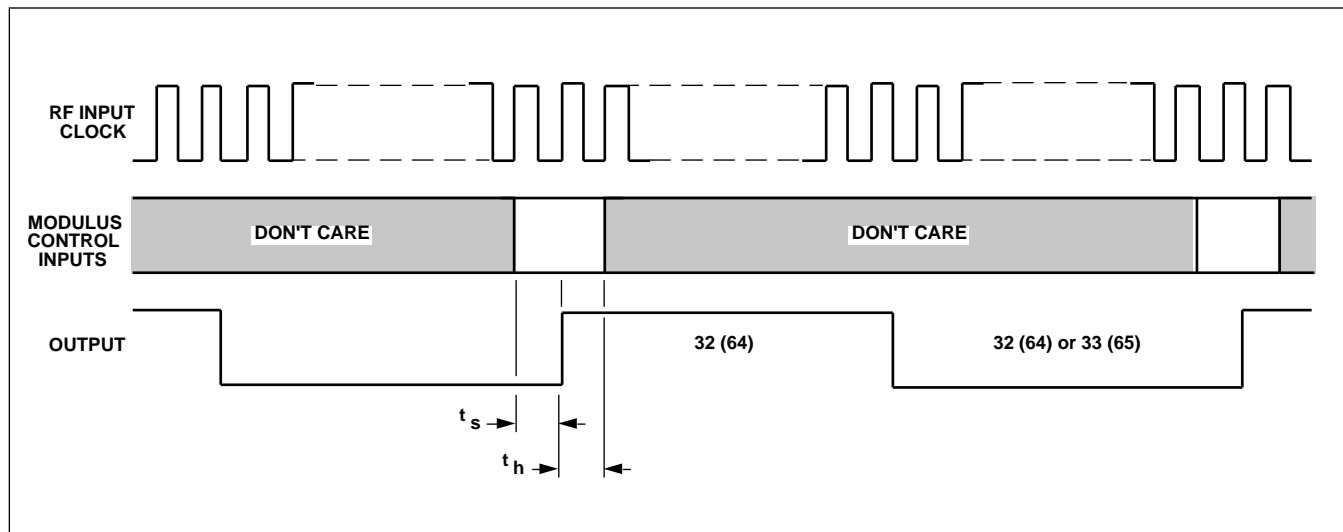 RF INPUT
CLOCK
MODULUS
CONTROL
INPUTS
DON'T CARE
DON'T CARE
OUTPUT
32 (64)
32 (64) or 33 (65)
t s
t h